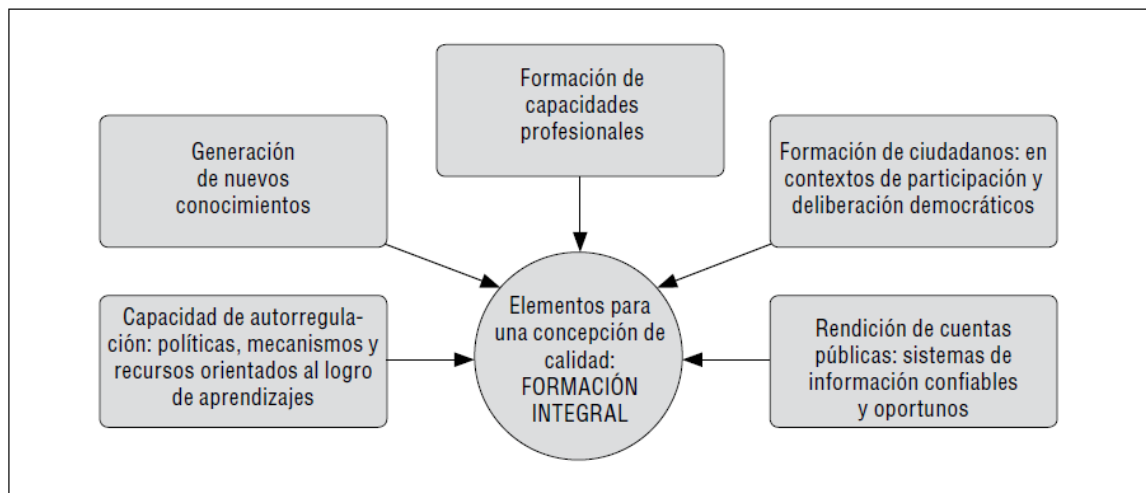 Formación de
capacidades
profesionales
Generación
de nuevos
conocimientos
Formación de ciudadanos: en
contextos de participación y
deliberación democráticos
Capacidad de autorregula-
ción: políticas, mecanismos y
recursos orientados al logro
de aprendizajes
Elementos para
una concepción de
calidad:
FORMACIÓN
INTEGRAL
Rendición de cuentas
públicas: sistemas de
información confiables
y oportunos